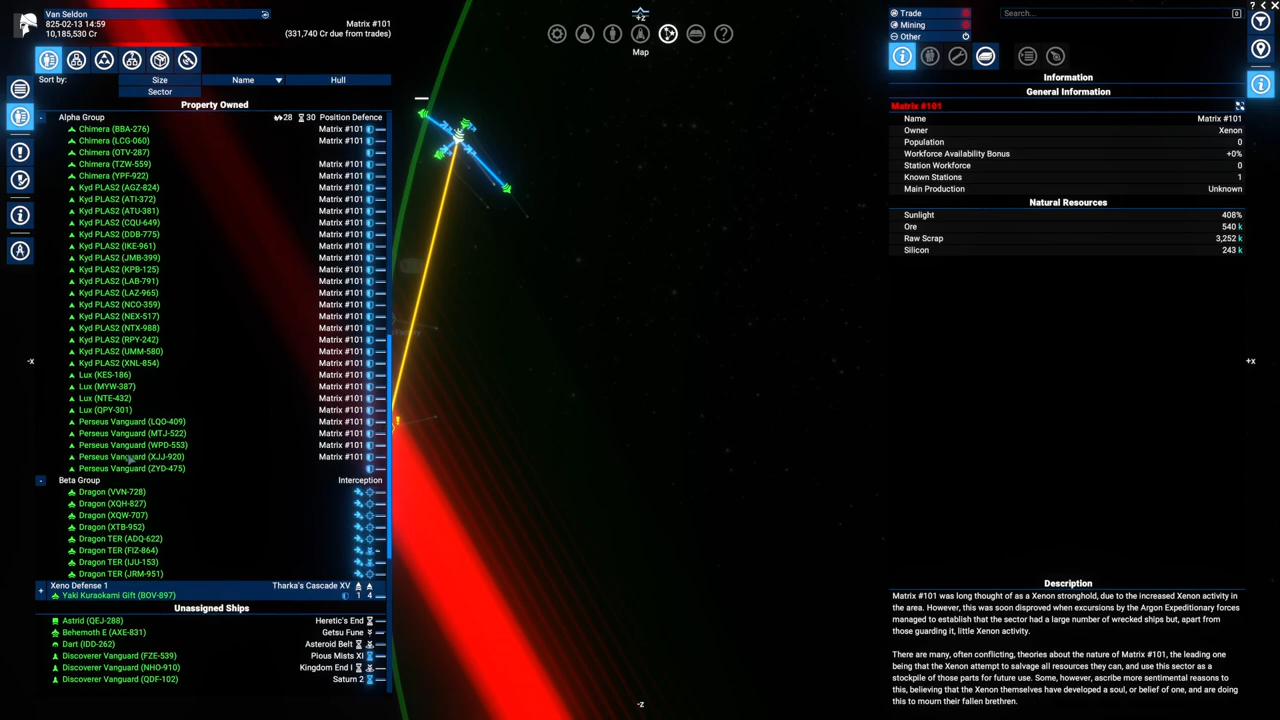 Van Seldon
825-02-13 14:59
10,185,530 Cr
Matrix #101
(331,740 Cr due from trades)
Sort by:
Size
Name
Hull
Sector
Property Owned
- Alpha Group 28 30 Position Defence
Chimera (BBA-276) Matrix #101
Chimera (LCG-060) Matrix #101
Chimera (OTV-287)
Chimera (TZW-559) Matrix #101
Chimera (YPF-922) Matrix #101
Kyd PLAS2 (AGZ-824) Matrix #101
Kyd PLAS2 (ATI-372) Matrix #101
Kyd PLAS2 (ATU-381) Matrix #101
Kyd PLAS2 (CQU-649) Matrix #101
Kyd PLAS2 (DDB-775) Matrix #101
Kyd PLAS2 (IKE-961) Matrix #101
Kyd PLAS2 (JMB-399) Matrix #101
Kyd PLAS2 (KPB-125) Matrix #101
Kyd PLAS2 (LAB-791) Matrix #101
Kyd PLAS2 (LAZ-965) Matrix #101
Kyd PLAS2 (NCO-359) Matrix #101
Kyd PLAS2 (NEX-517) Matrix #101
Kyd PLAS2 (NTX-988) Matrix #101
Kyd PLAS2 (RPY-242) Matrix #101
Kyd PLAS2 (UMM-580) Matrix #101
Kyd PLAS2 (XNL-854) Matrix #101
Lux (KES-186) Matrix #101
Lux (MYW-387) Matrix #101
Lux (NTE-432) Matrix #101
Lux (QPY-301) Matrix #101
Perseus Vanguard (LQO-409) Matrix #101
Perseus Vanguard (MTJ-522) Matrix #101
Perseus Vanguard (WPD-553) Matrix #101
Perseus Vanguard (XJJ-920) Matrix #101
Perseus Vanguard (ZYD-475)
- Beta Group Interception
Dragon (VVN-728)
Dragon (XQH-827)
Dragon (XQW-707)
Dragon (XTB-952)
Dragon TER (ADQ-622)
Dragon TER (FIZ-864)
Dragon TER (IJU-153)
Dragon TER (JRM-951)
+ Xeno Defense 1 Tharka's Cascade XV
Yaki Kuraokami Gift (BOV-897) 1 4
Unassigned Ships
Astrid (QEJ-288) Heretic's End
Behemoth E (AXE-831) Getsu Fune
Dart (IDD-262) Asteroid Belt
Discoverer Vanguard (FZE-539) Pious Mists XI
Discoverer Vanguard (NHO-910) Kingdom End I
Discoverer Vanguard (QDF-102) Saturn 2
+z
?
Map
-x
+x
-z
Trade
Mining
Other
Search...
0
? < X
Information
General Information
Matrix #101
Name Matrix #101
Owner Xenon
Population 0
Workforce Availability Bonus +0%
Station Workforce 0
Known Stations 1
Main Production Unknown
Natural Resources
Sunlight 408%
Ore 540 k
Raw Scrap 3,252 k
Silicon 243 k
Description
Matrix #101 was long thought of as a Xenon stronghold, due to the increased Xenon activity in
the area. However, this was soon disproved when excursions by the Argon Expeditionary forces
managed to establish that the sector had a large number of wrecked ships but, apart from
those guarding it, little Xenon activity.
There are many, often conflicting, theories about the nature of Matrix #101, the leading one
being that the Xenon attempt to salvage all resources they can, and use this sector as a
stockpile of those parts for future use. Some, however, ascribe more sentimental reasons to
this, believing that the Xenon themselves have developed a soul, or belief of one, and are doing
this to mourn their fallen brethren.